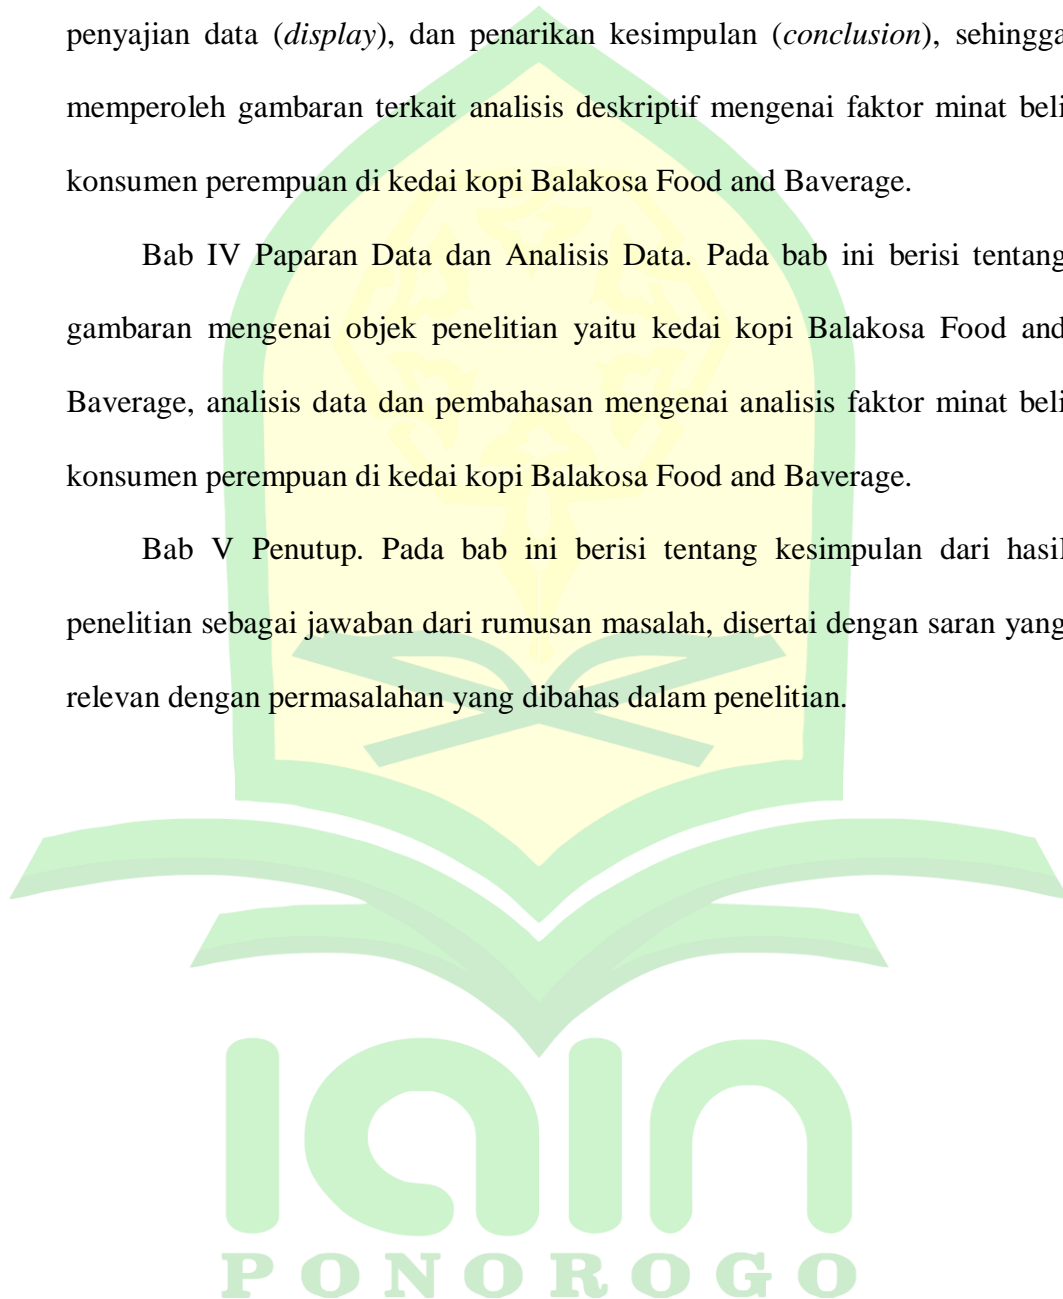 penyajian data (display), dan penarikan kesimpulan (conclusion), sehingga
memperoleh gambaran terkait analisis deskriptif mengenai faktor minat beli
konsumen perempuan di kedai kopi Balakosa Food and Baverage.
Bab IV Paparan Data dan Analisis Data. Pada bab ini berisi tentang
gambaran mengenai objek penelitian yaitu kedai kopi Balakosa Food and
Baverage, analisis data dan pembahasan mengenai analisis faktor minat beli
konsumen perempuan di kedai kopi Balakosa Food and Baverage.
Bab V Penutup. Pada bab ini berisi tentang kesimpulan dari hasil
penelitian sebagai jawaban dari rumusan masalah, disertai dengan saran yang
relevan dengan permasalahan yang dibahas dalam penelitian.
iain
PONOROGO